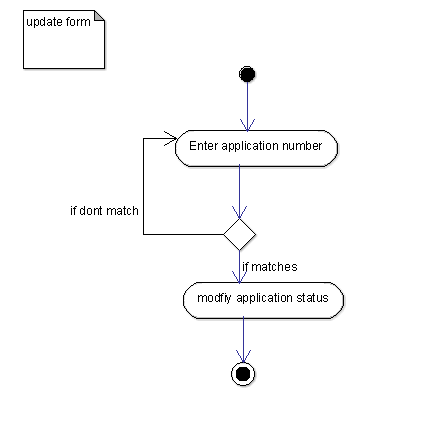 update form
Enter application number
if dont match
if matches
modfiy application status